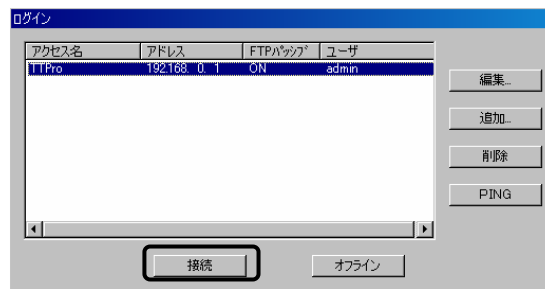 ログイン
アクセス名 アドレス FTPﾊﾟｯｼﾌﾞ ユーザ
TTPro 192.168. 0. 1 ON admin
編集...
追加...
削除
PING
接続 オフライン